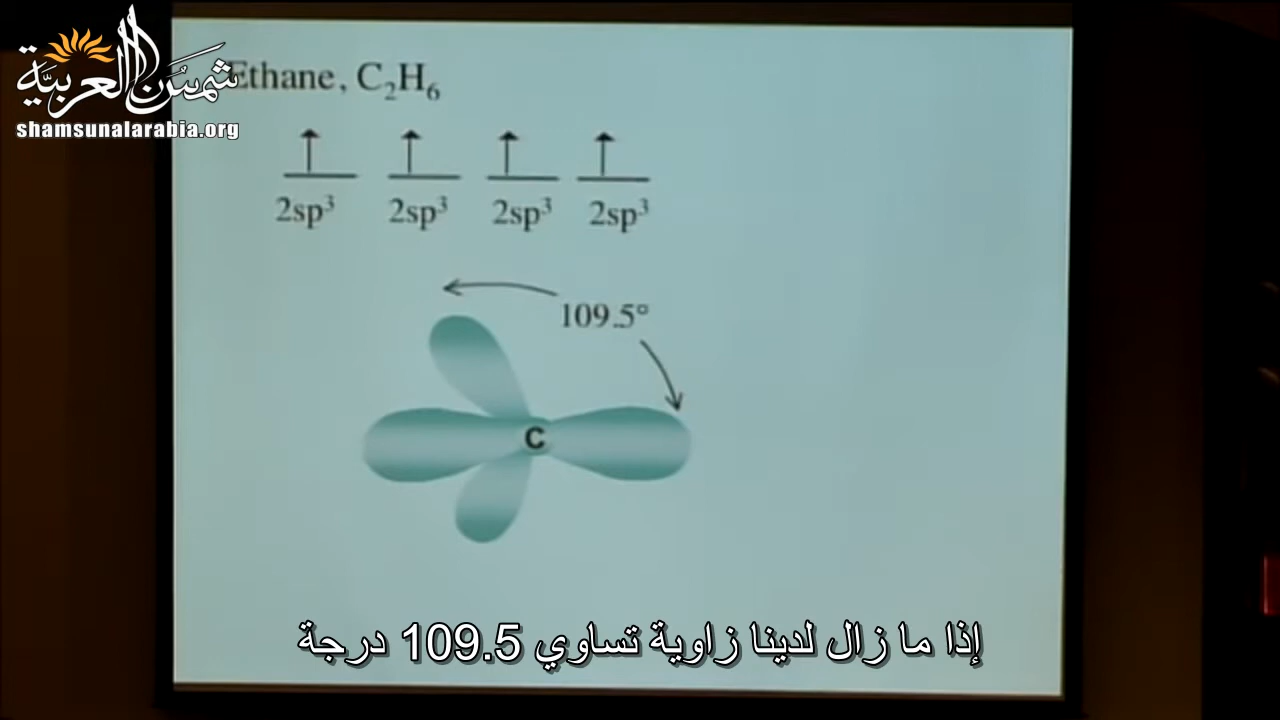 شمس العربية
shamsunalarabia.org
Ethane, C₂H₆
2sp³ 2sp³ 2sp³ 2sp³
109.5°
C
إذا ما زال لدينا زاوية تساوي 109.5 درجة